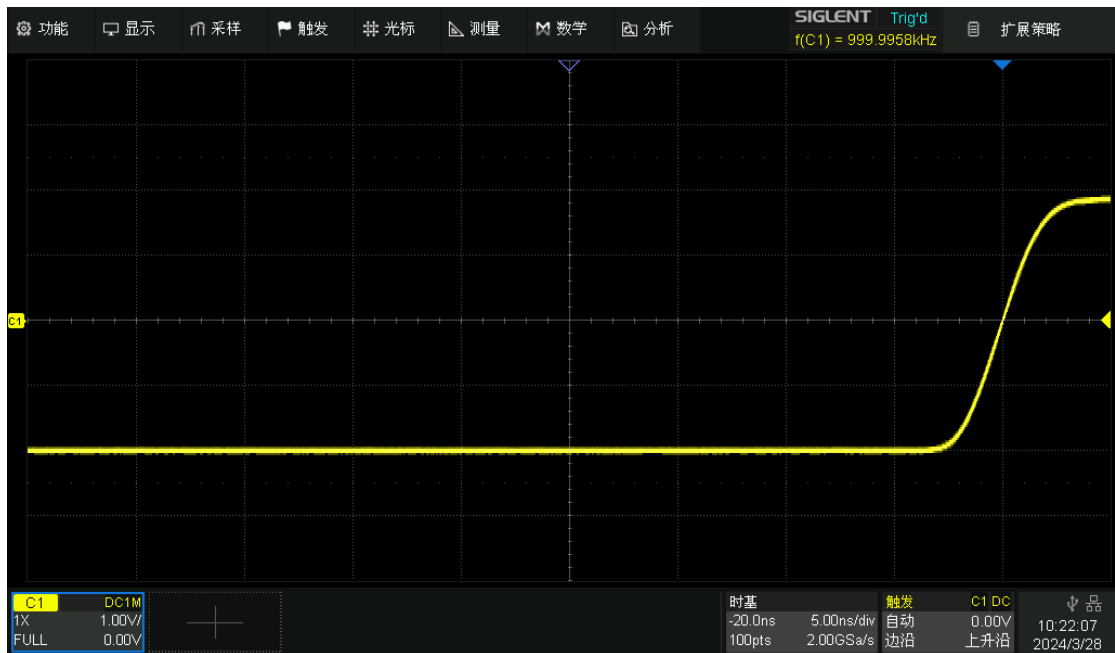 功能 显示 采样 触发 光标 测量 数学 分析 SIGLENT Trig'd 扩展策略
f(C1) = 999.9958kHz
C1
C1 DC1M
1X 1.00V/
FULL 0.00V
时基
-20.0ns 5.00ns/div
100pts 2.00GSa/s
触发 C1 DC
自动 0.00V
边沿 上升沿
10:22:07
2024/3/28